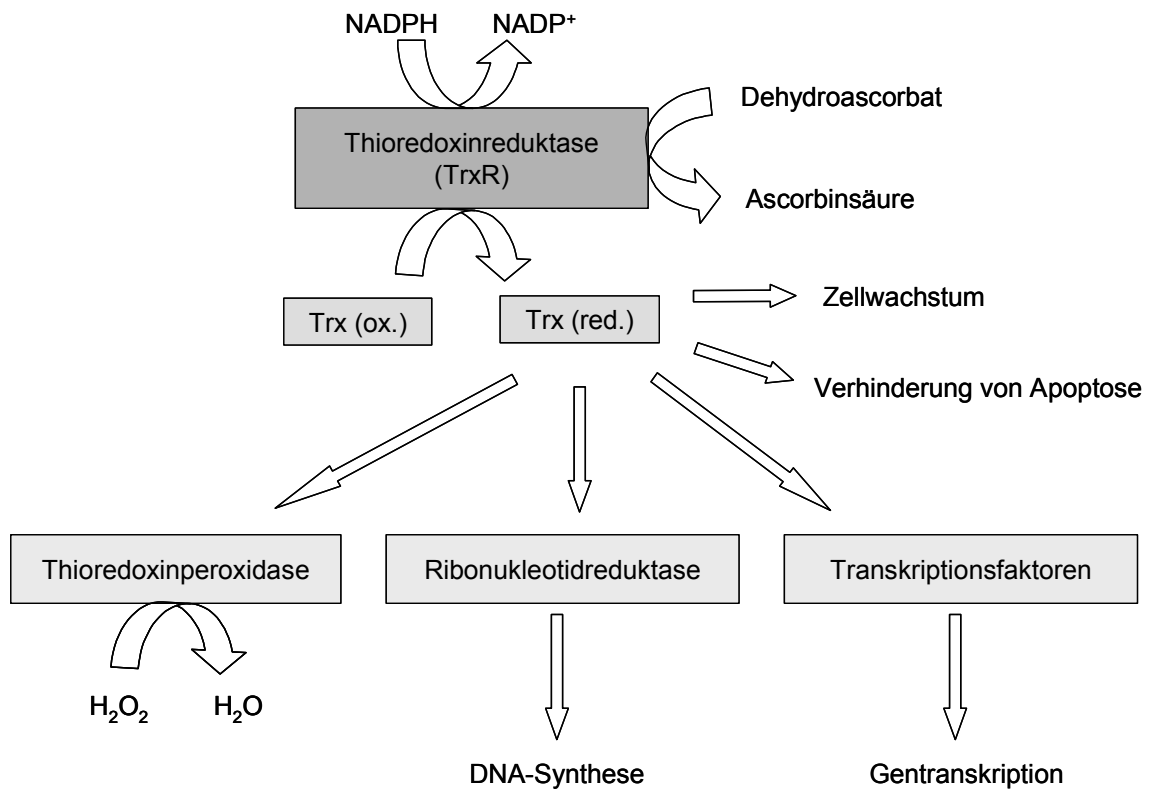 NADPH NADP⁺
Dehydroascorbat
Thioredoxinreduktase
(TrxR)
Ascorbinsäure
Zellwachstum
Trx (ox.)
Trx (red.)
Verhinderung von Apoptose
Thioredoxinperoxidase
Ribonukleotidreduktase
Transkriptionsfaktoren
H₂O₂ H₂O
DNA-Synthese
Gentranskription